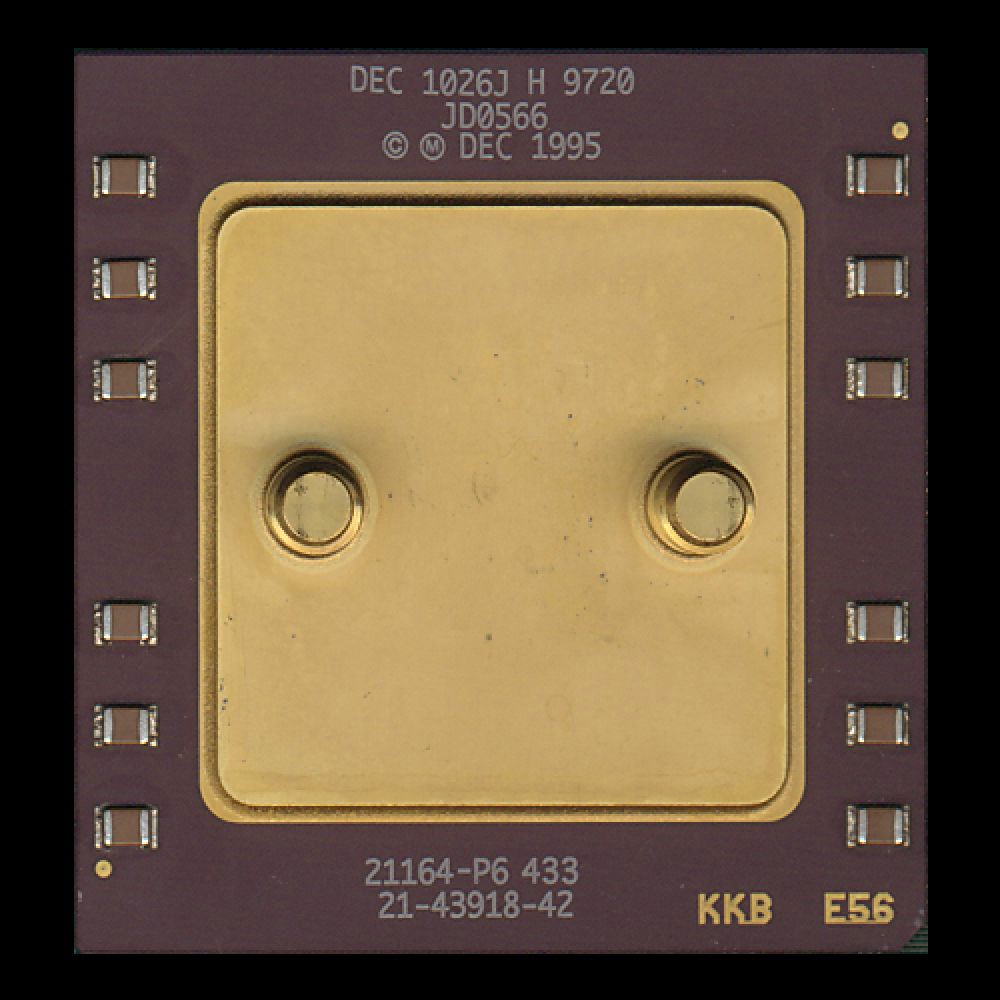 DEC 1026J H 9720
JD0566
© Ⓜ DEC 1995
21164-P6 433
21-43918-42
KKB E56